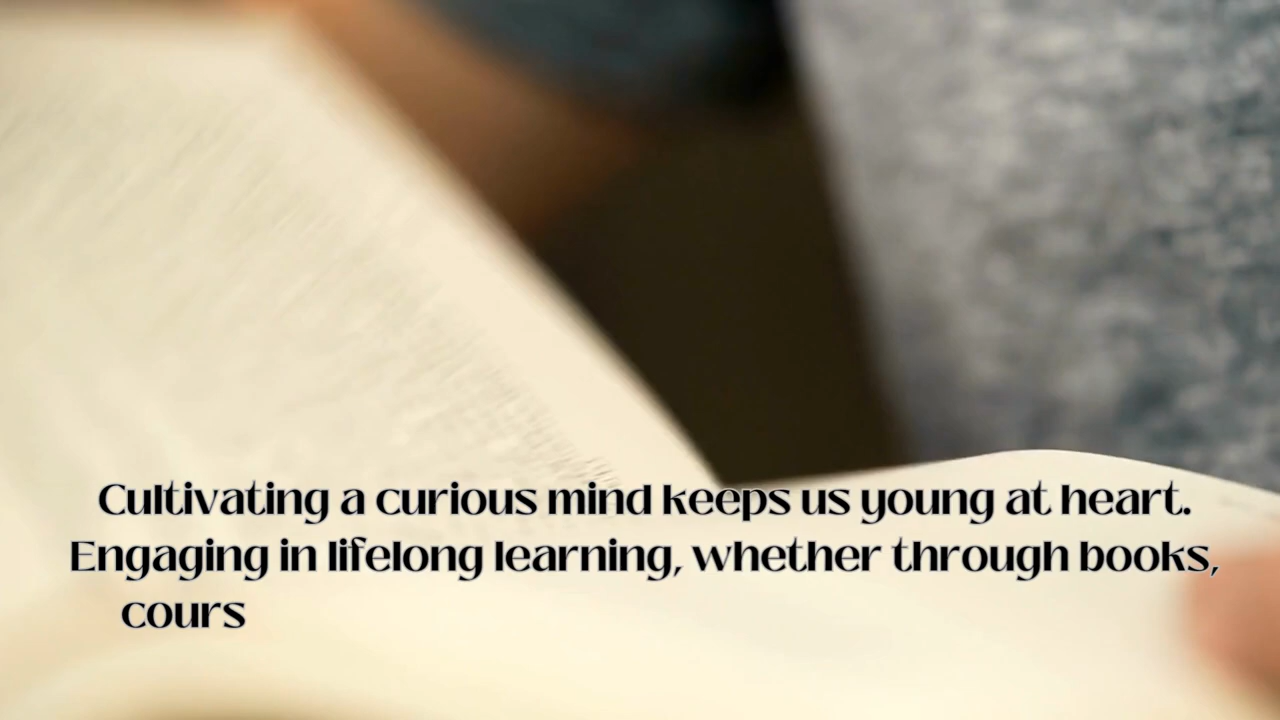 Cultivating a curious mind keeps us young at heart.
Engaging in lifelong learning, whether through books,
cours